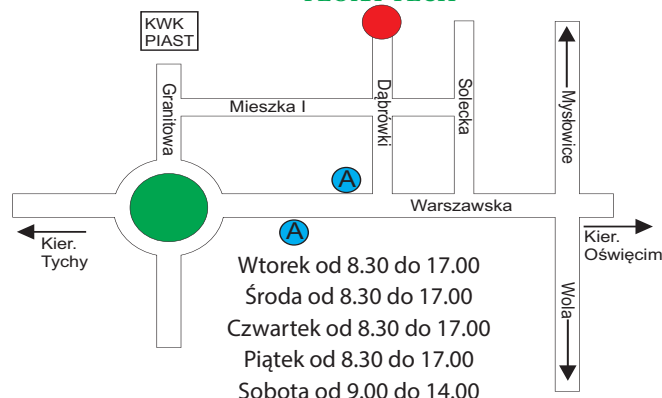 KWK
PIAST
Granitowa
Mieszka I
Dąbrówki
Solecka
Mysłowice
A
Warszawska
A
Kier.
Tychy
Kier.
Oświęcim
Wola
Wtorek od 8.30 do 17.00
Środa od 8.30 do 17.00
Czwartek od 8.30 do 17.00
Piątek od 8.30 do 17.00
Sobota od 9.00 do 14.00